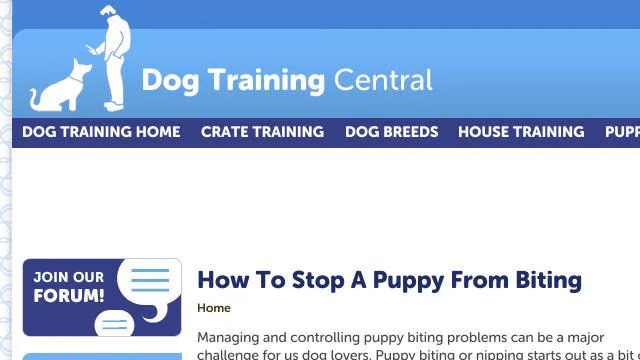 Dog Training Central
DOG TRAINING HOME CRATE TRAINING DOG BREEDS HOUSE TRAINING
JOIN OUR
FORUM!
How To Stop A Puppy From Biting
Home
Managing and controlling puppy biting problems can be a major
challenge for us dog lovers. Puppy biting or nipping starts out as a bit